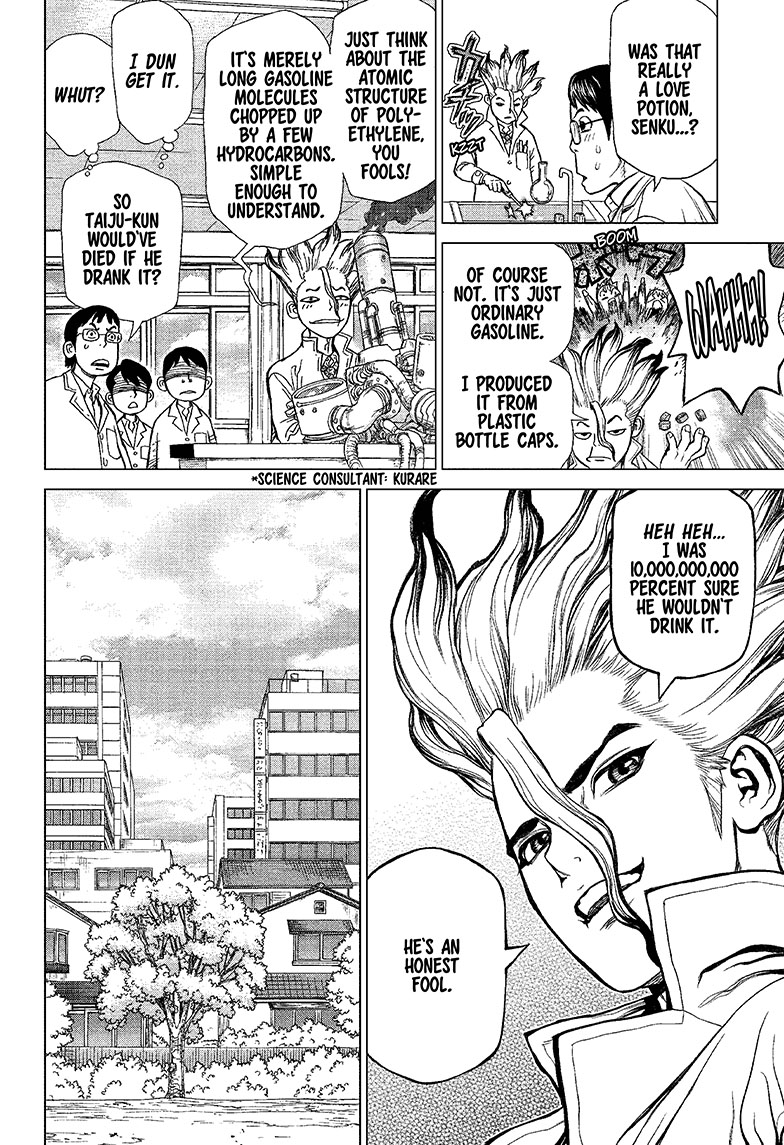 WAS THAT
REALLY
A LOVE
POTION,
SENKU...?
KZZT
BOOM
WAHHH!
OF COURSE
NOT. IT'S JUST
ORDINARY
GASOLINE.
I PRODUCED
IT FROM
PLASTIC
BOTTLE CAPS.
JUST THINK
ABOUT THE
ATOMIC
STRUCTURE
OF POLY-
ETHYLENE,
YOU
FOOLS!
IT'S MERELY
LONG GASOLINE
MOLECULES
CHOPPED UP
BY A FEW
HYDROCARBONS.
SIMPLE
ENOUGH TO
UNDERSTAND.
I DUN
GET IT.
WHUT?
SO
TAIJU-KUN
WOULD'VE
DIED IF HE
DRANK IT?
*SCIENCE CONSULTANT: KURARE
HEH HEH...
I WAS
10,000,000,000
PERCENT SURE
HE WOULDN'T
DRINK IT.
HE'S AN
HONEST
FOOL.